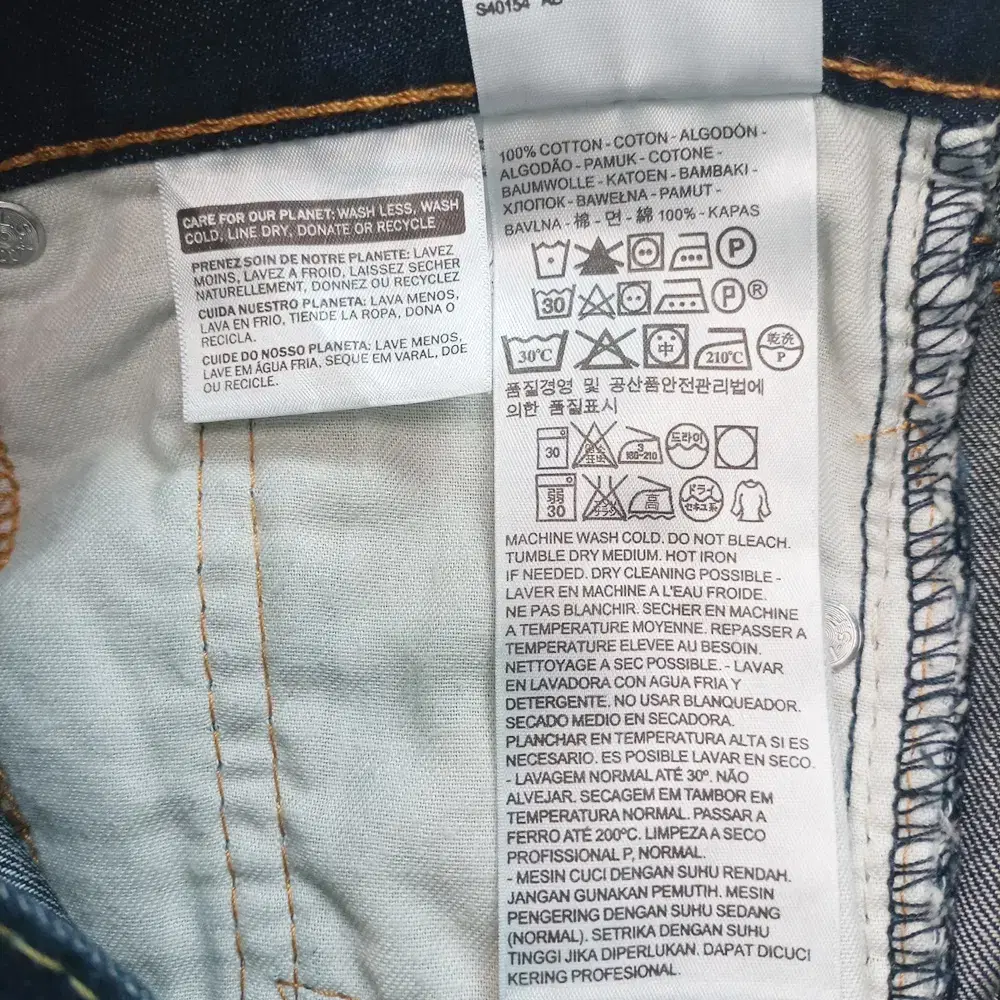 S40154 AB
CARE FOR OUR PLANET: WASH LESS, WASH
COLD, LINE DRY, DONATE OR RECYCLE
PRENEZ SOIN DE NOTRE PLANETE: LAVEZ
MOINS, LAVEZ A FROID, LAISSEZ SECHER
NATURELLEMENT, DONNEZ OU RECYCLEZ
CUIDA NUESTRO PLANETA: LAVA MENOS,
LAVA EN FRIO, TIENDE LA ROPA, DONA O
RECICLA.
CUIDE DO NOSSO PLANETA: LAVE MENOS,
LAVE EM ÁGUA FRIA, SEQUE EM VARAL, DOE
OU RECICLE.
100% COTTON - COTON - ALGODÓN -
ALGODÃO - PAMUK - COTONE -
BAUMWOLLE - KATOEN - BAMBAKI -
ХЛОПОК - BAWEŁNA - PAMUT -
BAVLNA - 棉 - 면 - 綿 100% - KAPAS
P
30 P ®
30°C 中 210°C 乾洗 P
품질경영 및 공산품안전관리법에
의한 품질표시
30 표백 3 180~210 드라이
弱 30 高 ドライ セキユ系
MACHINE WASH COLD. DO NOT BLEACH.
TUMBLE DRY MEDIUM. HOT IRON
IF NEEDED. DRY CLEANING POSSIBLE -
LAVER EN MACHINE A L'EAU FROIDE.
NE PAS BLANCHIR. SECHER EN MACHINE
A TEMPERATURE MOYENNE. REPASSER A
TEMPERATURE ELEVEE AU BESOIN.
NETTOYAGE A SEC POSSIBLE. - LAVAR
EN LAVADORA CON AGUA FRIA Y
DETERGENTE. NO USAR BLANQUEADOR.
SECADO MEDIO EN SECADORA.
PLANCHAR EN TEMPERATURA ALTA SI ES
NECESARIO. ES POSIBLE LAVAR EN SECO.
- LAVAGEM NORMAL ATÉ 30º. NÃO
ALVEJAR. SECAGEM EM TAMBOR EM
TEMPERATURA NORMAL. PASSAR A
FERRO ATÉ 200ºC. LIMPEZA A SECO
PROFISSIONAL P, NORMAL.
- MESIN CUCI DENGAN SUHU RENDAH.
JANGAN GUNAKAN PEMUTIH. MESIN
PENGERING DENGAN SUHU SEDANG
(NORMAL). SETRIKA DENGAN SUHU
TINGGI JIKA DIPERLUKAN. DAPAT DICUCI
KERING PROFESIONAL.